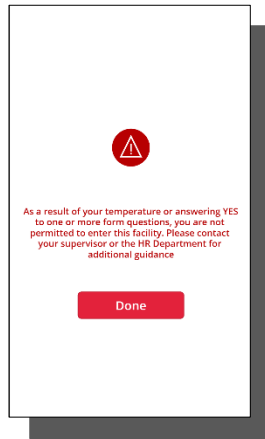 As a result of your temperature or answering YES
to one or more form questions, you are not
permitted to enter this facility. Please contact
your supervisor or the HR Department for
additional guidance
Done